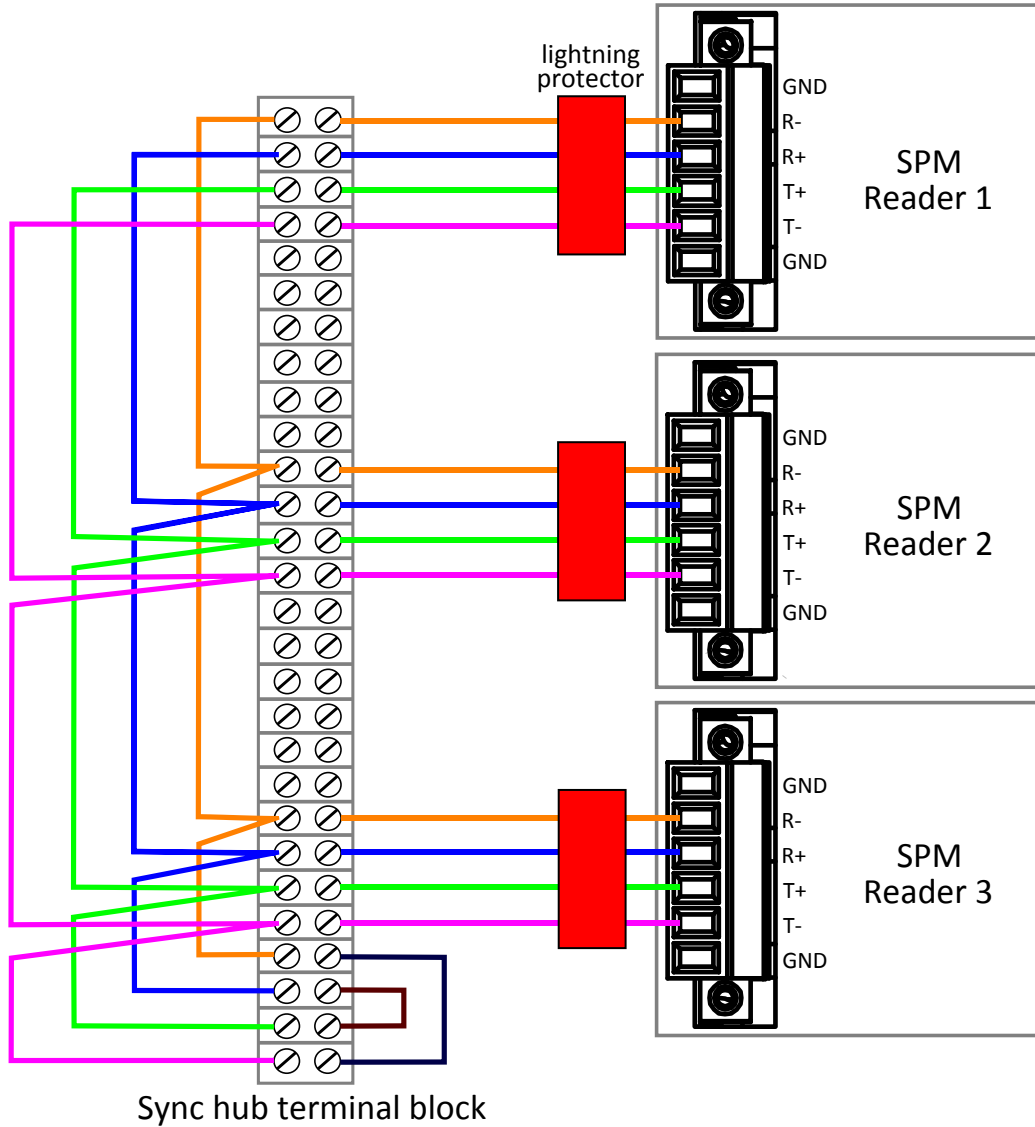 lightning
protector
GND
R-
R+
T+
T-
GND
SPM
Reader 1
GND
R-
R+
T+
T-
GND
SPM
Reader 2
GND
R-
R+
T+
T-
GND
SPM
Reader 3
Sync hub terminal block